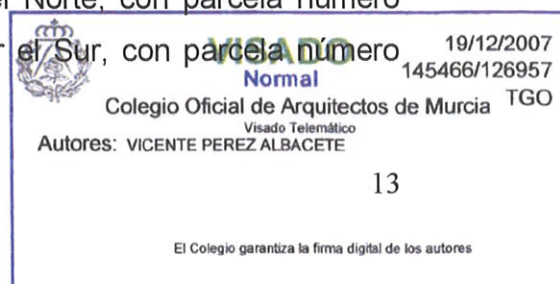 el Norte, con parcela número
r el Sur, con parcela número
VISADO
Normal
19/12/2007
145466/126957
TGO
Colegio Oficial de Arquitectos de Murcia
Visado Telemático
Autores: VICENTE PEREZ ALBACETE
13
El Colegio garantiza la firma digital de los autores